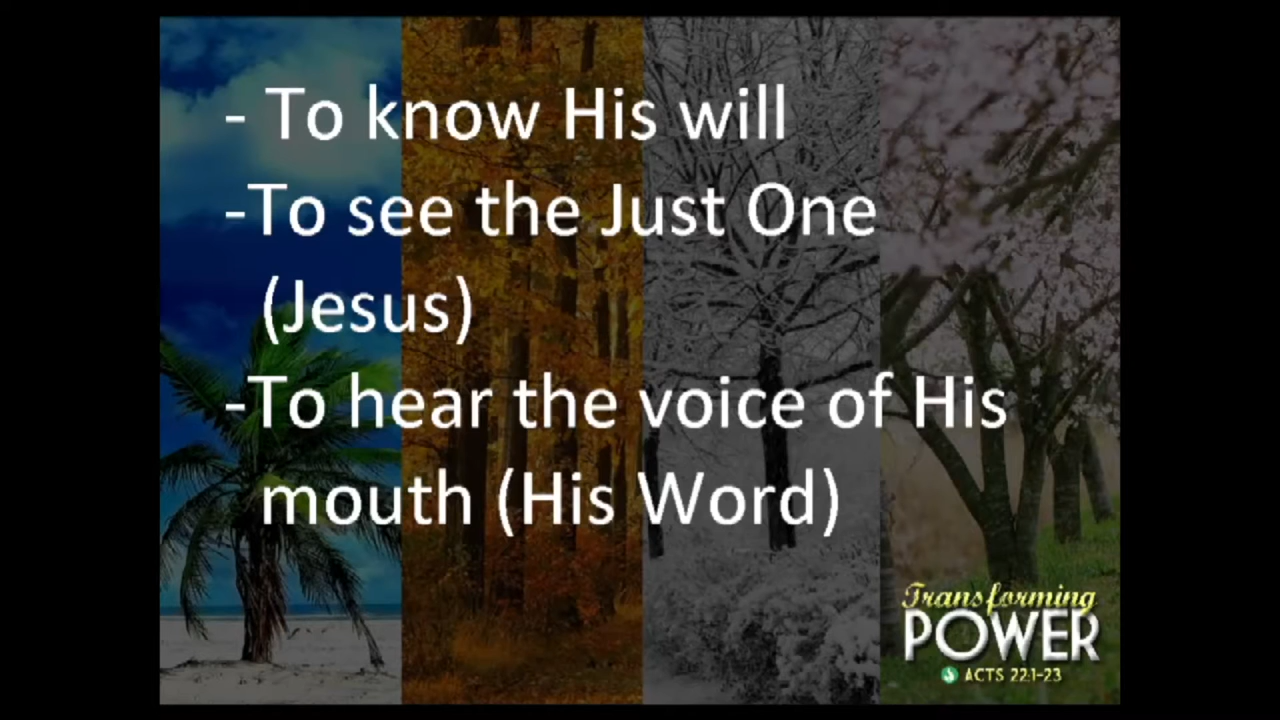 - To know His will
-To see the Just One
(Jesus)
-To hear the voice of His
mouth (His Word)
Transforming
POWER
ACTS 22:1-23